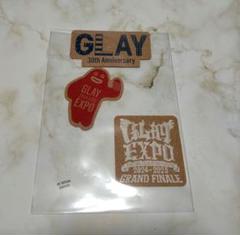 GLAY
30th Anniversary
GLAY
EXPO
GLAY
EXPO
2024-2025
GRAND FINALE